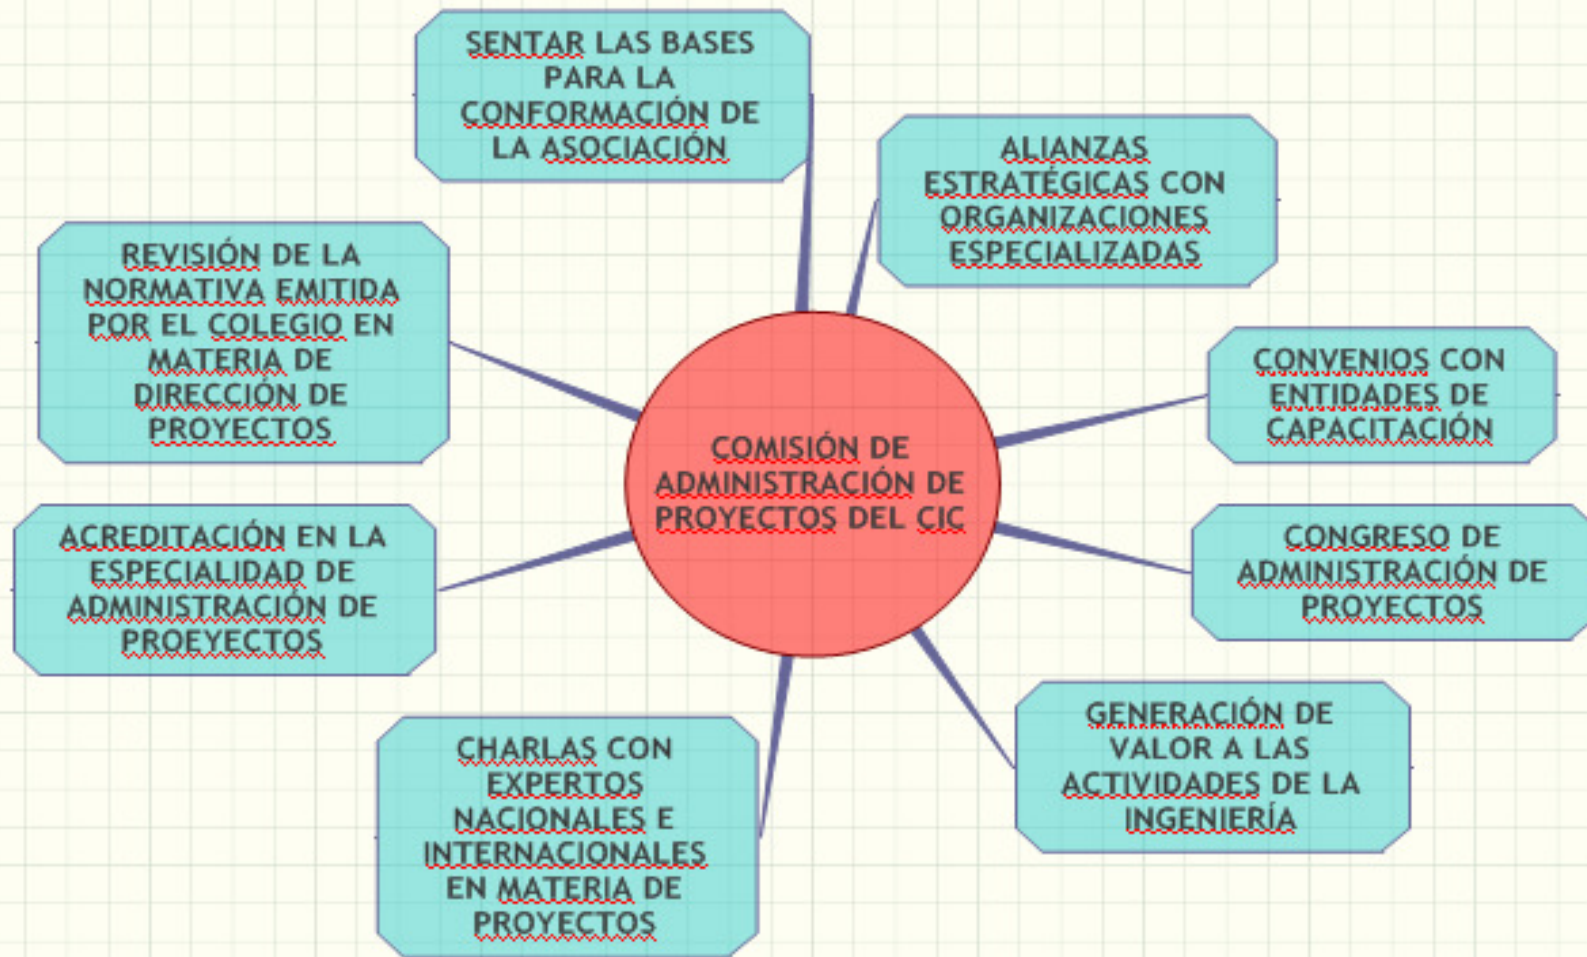 SENTAR LAS BASES
PARA LA
CONFORMACIÓN DE
LA ASOCIACIÓN
ALIANZAS
ESTRATÉGICAS CON
ORGANIZACIONES
ESPECIALIZADAS
REVISIÓN DE LA
NORMATIVA EMITIDA
POR EL COLEGIO EN
MATERIA DE
DIRECCIÓN DE
PROYECTOS
CONVENIOS CON
ENTIDADES DE
CAPACITACIÓN
COMISIÓN DE
ADMINISTRACIÓN DE
PROYECTOS DEL CIC
ACREDITACIÓN EN LA
ESPECIALIDAD DE
ADMINISTRACIÓN DE
PROEYECTOS
CONGRESO DE
ADMINISTRACIÓN DE
PROYECTOS
CHARLAS CON
EXPERTOS
NACIONALES E
INTERNACIONALES
EN MATERIA DE
PROYECTOS
GENERACIÓN DE
VALOR A LAS
ACTIVIDADES DE LA
INGENIERÍA